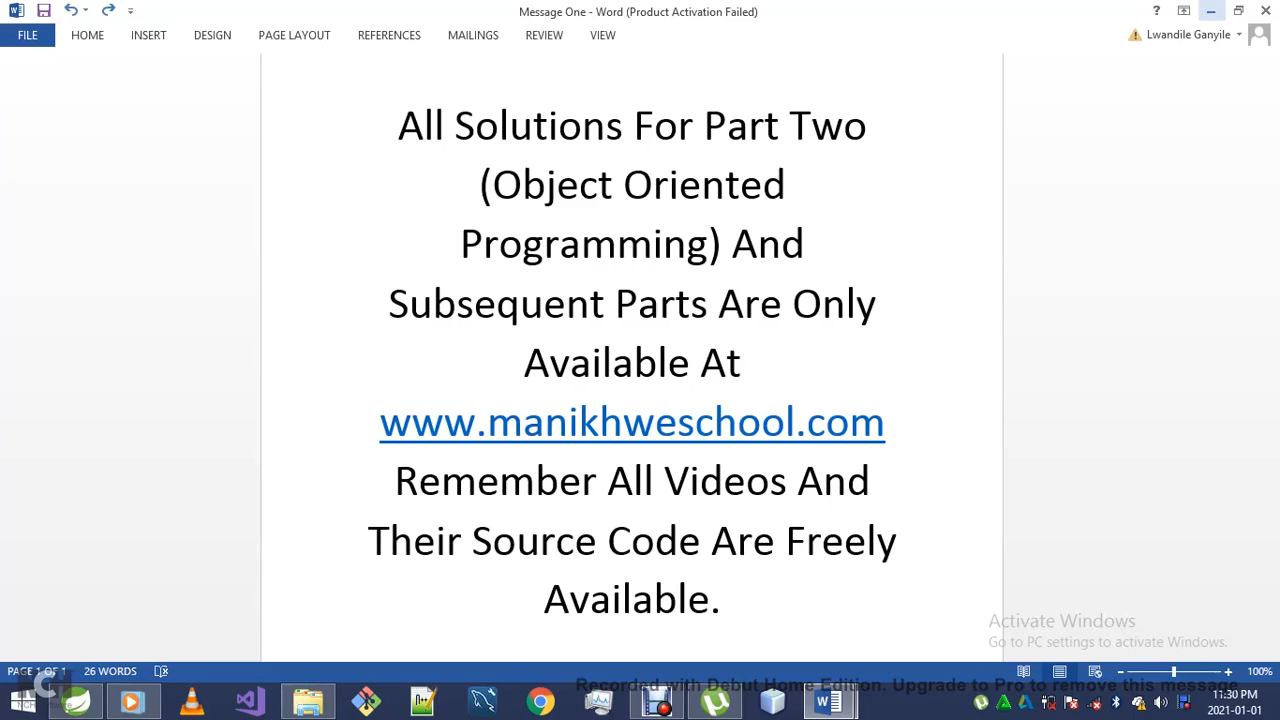 Message One - Word (Product Activation Failed)
FILE HOME INSERT DESIGN PAGE LAYOUT REFERENCES MAILINGS REVIEW VIEW
Lwandile Ganyile
All Solutions For Part Two
(Object Oriented
Programming) And
Subsequent Parts Are Only
Available At
www.manikhweschool.com
Remember All Videos And
Their Source Code Are Freely
Available.
Activate Windows
Go to PC settings to activate Windows.
PAGE 1 OF 1 26 WORDS
100%
Recorded with Debut Home Edition. Upgrade to Pro to remove this message
11:30 PM
2021-01-01